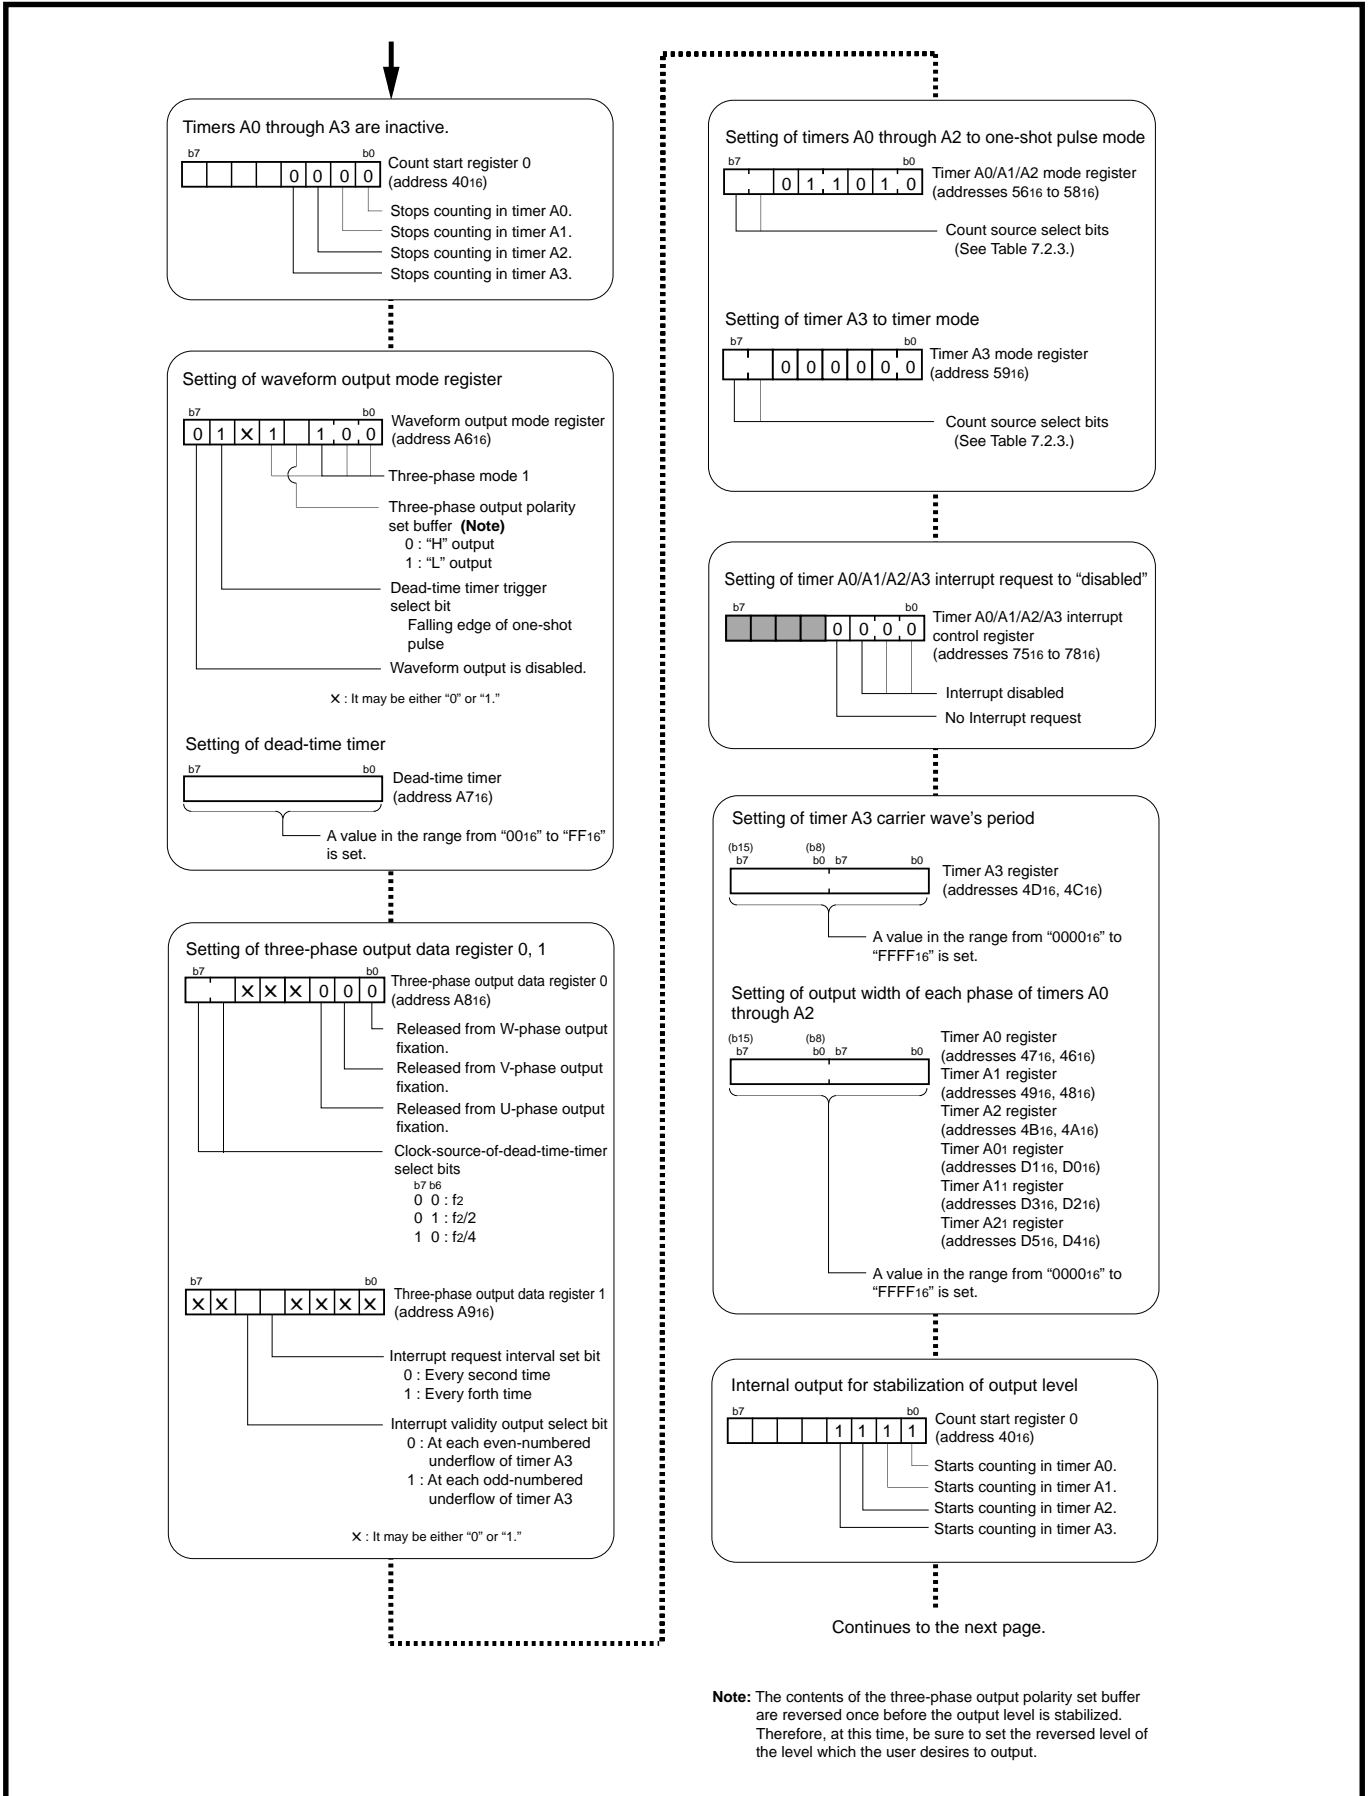 Timers A0 through A3 are inactive.
b7 b0
0 0 0 0
Count start register 0
(address 4016)
Stops counting in timer A0.
Stops counting in timer A1.
Stops counting in timer A2.
Stops counting in timer A3.
Setting of waveform output mode register
b7 b0
0 1 × 1 1 0 0
Waveform output mode register
(address A616)
Three-phase mode 1
Three-phase output polarity
set buffer (Note)
0 : “H” output
1 : “L” output
Dead-time timer trigger
select bit
Falling edge of one-shot
pulse
Waveform output is disabled.
× : It may be either “0” or “1.”
Setting of dead-time timer
b7 b0
Dead-time timer
(address A716)
A value in the range from “0016” to “FF16”
is set.
Setting of three-phase output data register 0, 1
b7 b0
× × × 0 0 0
Three-phase output data register 0
(address A816)
Released from W-phase output
fixation.
Released from V-phase output
fixation.
Released from U-phase output
fixation.
Clock-source-of-dead-time-timer
select bits
b7 b6
0 0 : f2
0 1 : f2/2
1 0 : f2/4
b7 b0
× × × × × ×
Three-phase output data register 1
(address A916)
Interrupt request interval set bit
0 : Every second time
1 : Every forth time
Interrupt validity output select bit
0 : At each even-numbered
underflow of timer A3
1 : At each odd-numbered
underflow of timer A3
× : It may be either “0” or “1.”
Setting of timers A0 through A2 to one-shot pulse mode
b7 b0
0 1 1 0 1 0
Timer A0/A1/A2 mode register
(addresses 5616 to 5816)
Count source select bits
(See Table 7.2.3.)
Setting of timer A3 to timer mode
b7 b0
0 0 0 0 0 0
Timer A3 mode register
(address 5916)
Count source select bits
(See Table 7.2.3.)
Setting of timer A0/A1/A2/A3 interrupt request to “disabled”
b7 b0
0 0 0 0
Timer A0/A1/A2/A3 interrupt
control register
(addresses 7516 to 7816)
Interrupt disabled
No Interrupt request
Setting of timer A3 carrier wave’s period
(b15) (b8)
b7 b0 b7 b0
Timer A3 register
(addresses 4D16, 4C16)
A value in the range from “000016” to
“FFFF16” is set.
Setting of output width of each phase of timers A0
through A2
(b15) (b8)
b7 b0 b7 b0
Timer A0 register
(addresses 4716, 4616)
Timer A1 register
(addresses 4916, 4816)
Timer A2 register
(addresses 4B16, 4A16)
Timer A01 register
(addresses D116, D016)
Timer A11 register
(addresses D316, D216)
Timer A21 register
(addresses D516, D416)
A value in the range from “000016” to
“FFFF16” is set.
Internal output for stabilization of output level
b7 b0
1 1 1 1
Count start register 0
(address 4016)
Starts counting in timer A0.
Starts counting in timer A1.
Starts counting in timer A2.
Starts counting in timer A3.
Continues to the next page.
Note: The contents of the three-phase output polarity set buffer
are reversed once before the output level is stabilized.
Therefore, at this time, be sure to set the reversed level of
the level which the user desires to output.